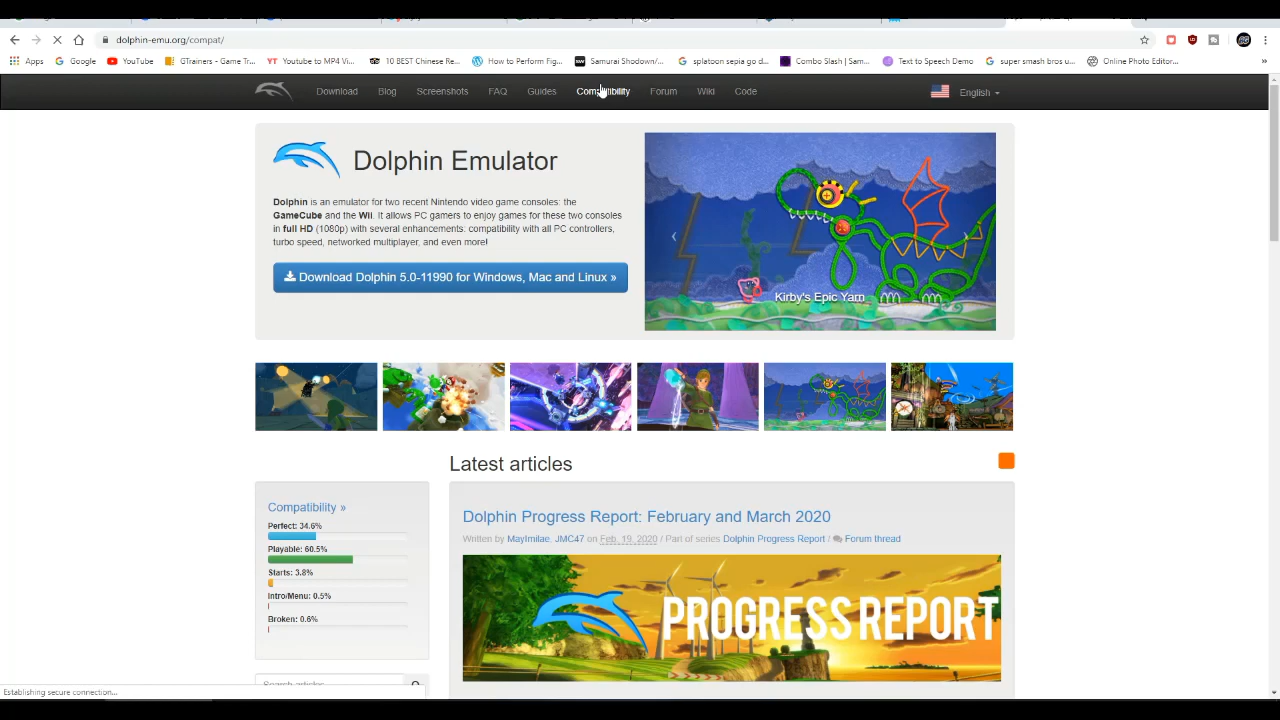 dolphin-emu.org/compat/
Apps Google YouTube GTrainers - Game Tr... Youtube to MP4 Vi... 10 BEST Chinese Re... How to Perform Fig... Samurai Shodown/... splatoon sepia go d... Combo Slash | Sam... Text to Speech Demo super smash bros u... Online Photo Editor...
Download Blog Screenshots FAQ Guides Compatibility Forum Wiki Code English
Dolphin Emulator
Dolphin is an emulator for two recent Nintendo video game consoles: the
GameCube and the Wii. It allows PC gamers to enjoy games for these two consoles
in full HD (1080p) with several enhancements: compatibility with all PC controllers,
turbo speed, networked multiplayer, and even more!
Download Dolphin 5.0-11990 for Windows, Mac and Linux »
Kirby's Epic Yarn
Latest articles
Compatibility »
Perfect: 34.6%
Playable: 60.5%
Starts: 3.8%
Intro/Menu: 0.5%
Broken: 0.6%
Search articles
Dolphin Progress Report: February and March 2020
Written by MayImilae, JMC47 on Feb. 19, 2020 / Part of series Dolphin Progress Report / Forum thread
PROGRESS REPORT
Establishing secure connection...